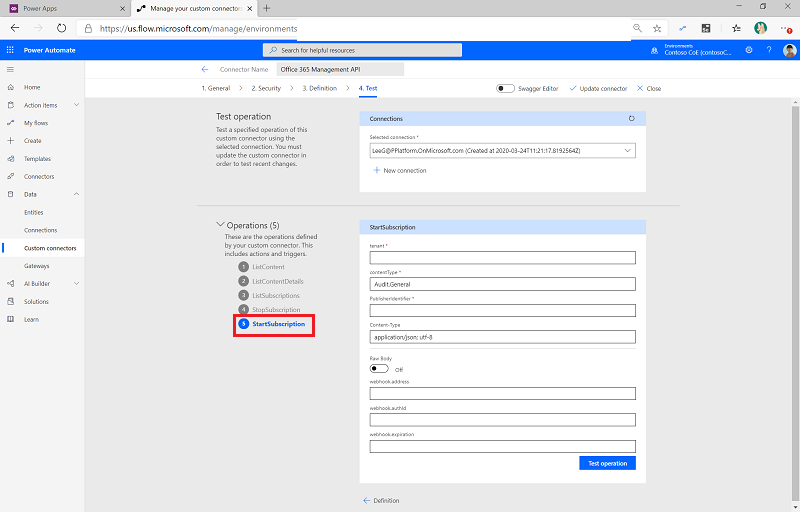 Power Apps
Manage your custom connectors
https://us.flow.microsoft.com/manage/environments
Power Automate
Search for helpful resources
Environments
Contoso CoE (contosoC...
Connector Name
Office 365 Management API
1. General
2. Security
3. Definition
4. Test
Swagger Editor
Update connector
Close
Home
Action items
My flows
Create
Templates
Connectors
Data
Entities
Connections
Custom connectors
Gateways
AI Builder
Solutions
Learn
Test operation
Test a specified operation of this
custom connector using the
selected connection. You must
update the custom connector in
order to test recent changes.
Connections
Selected connection *
LeeG@PPlatform.OnMicrosoft.com (Created at 2020-03-24T11:21:17.8192564Z)
New connection
Operations (5)
These are the operations defined
by your custom connector. This
includes actions and triggers.
1 ListContent
2 ListContentDetails
3 ListSubscriptions
4 StopSubscription
5 StartSubscription
StartSubscription
tenant *
contentType *
Audit.General
PublisherIdentifier *
Content-Type
application/json; utf-8
Raw Body
Off
webhook.address
webhook.authId
webhook.expiration
Test operation
Definition